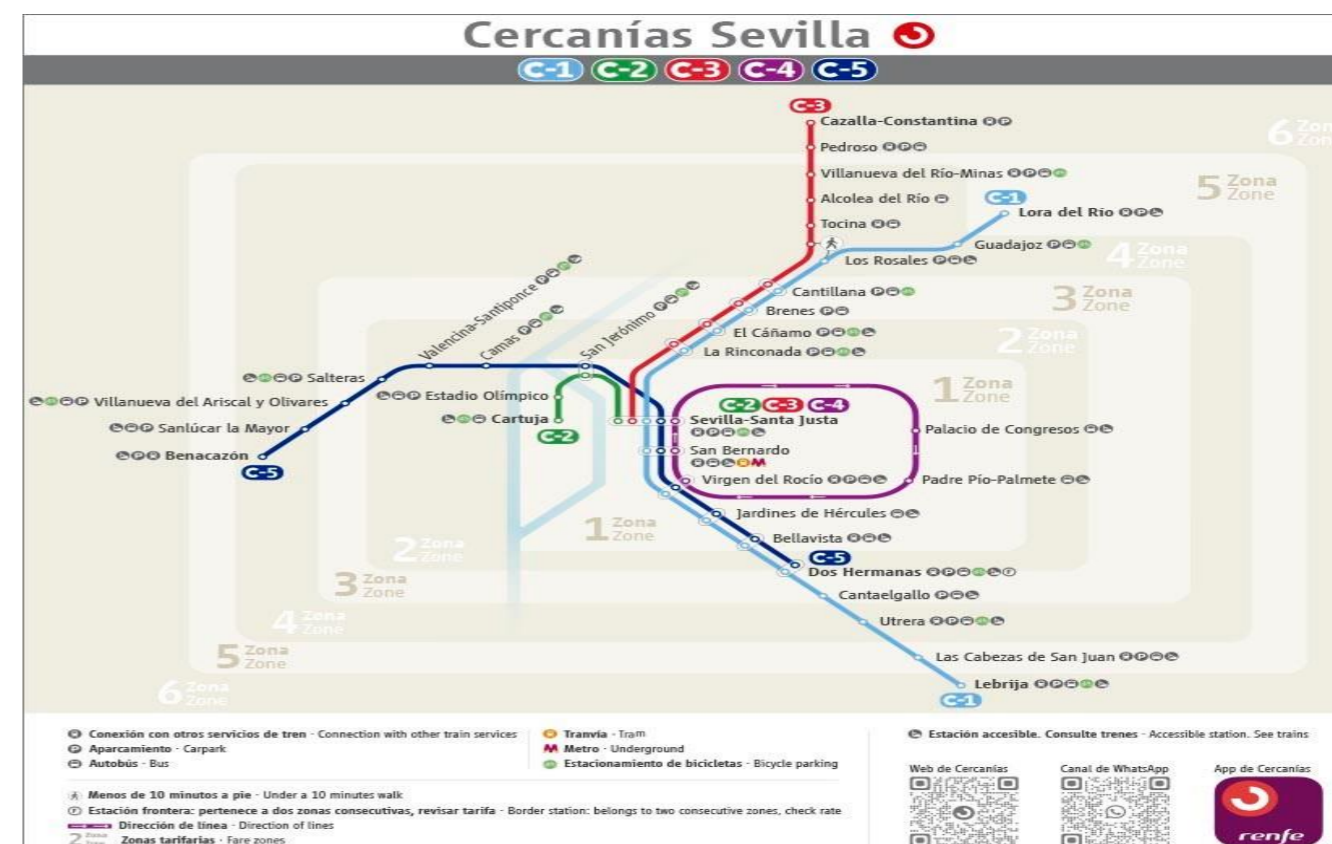 Cercanías Sevilla
C-1 C-2 C-3 C-4 C-5
C-3
Cazalla-Constantina
Pedroso
Villanueva del Río-Minas
Alcolea del Río
Tocina
C-1
Lora del Río
Guadajoz
Los Rosales
Cantillana
Brenes
El Cáñamo
La Rinconada
6 Zona Zone
5 Zona Zone
4 Zona Zone
3 Zona Zone
2 Zona Zone
1 Zona Zone
Valencina-Santiponce
Camas
San Jerónimo
Salteras
Villanueva del Ariscal y Olivares
Sanlúcar la Mayor
Benacazón
C-5
Estadio Olímpico
Cartuja
C-2
C-2 C-3 C-4
Sevilla-Santa Justa
San Bernardo
Virgen del Rocío
Palacio de Congresos
Padre Pío-Palmete
Jardines de Hércules
Bellavista
C-5
Dos Hermanas
Cantaelgallo
Utrera
Las Cabezas de San Juan
Lebrija
C-1
1 Zona Zone
2 Zona Zone
3 Zona Zone
4 Zona Zone
5 Zona Zone
6 Zona Zone
Conexión con otros servicios de tren · Connection with other train services
Aparcamiento · Carpark
Autobús · Bus
Tranvía · Tram
Metro · Underground
Estacionamiento de bicicletas · Bicycle parking
Estación accesible. Consulte trenes · Accessible station. See trains
Menos de 10 minutos a pie · Under a 10 minutes walk
Estación frontera: pertenece a dos zonas consecutivas, revisar tarifa · Border station: belongs to two consecutive zones, check rate
Dirección de línea · Direction of lines
2 Zona Zone Zonas tarifarias · Fare zones
Web de Cercanías
Canal de WhatsApp
App de Cercanías
renfe